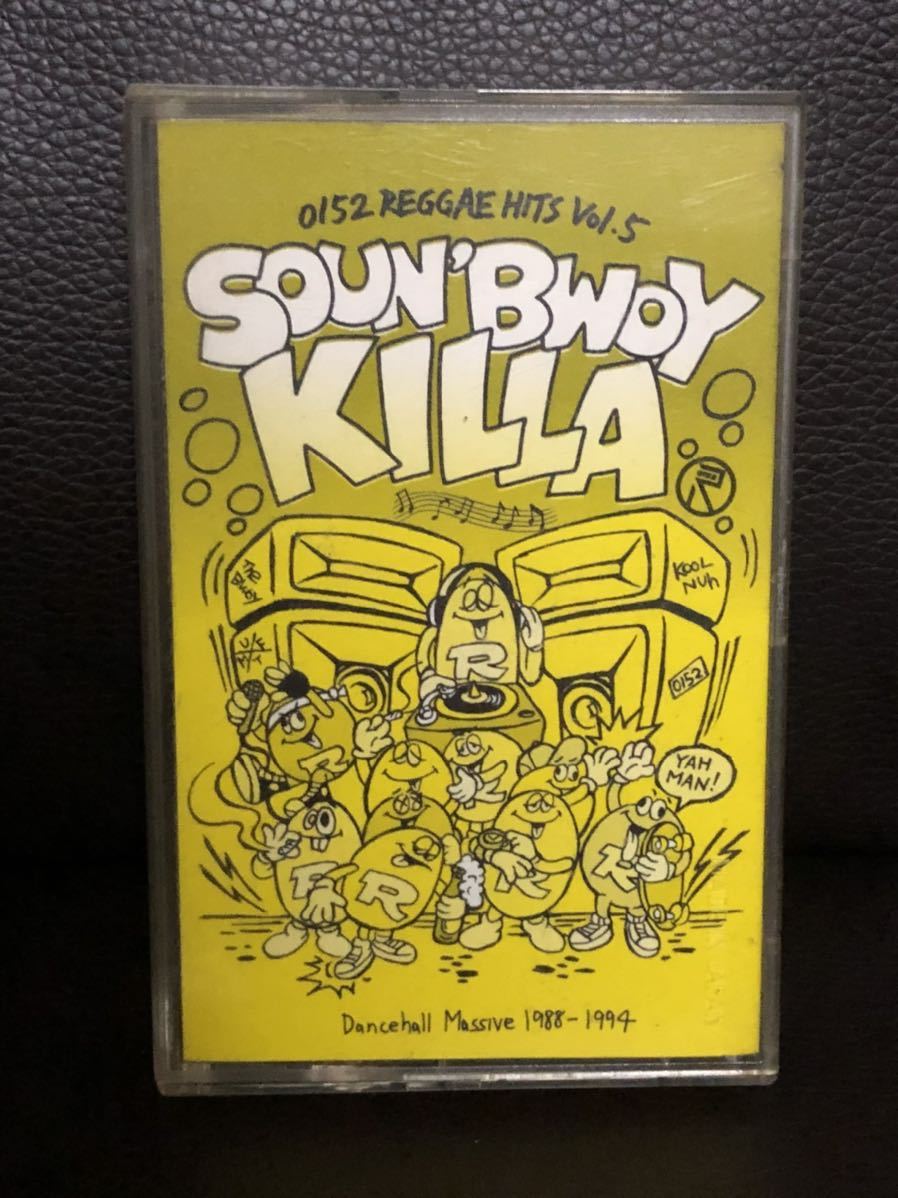 0152 REGGAE HITS Vol.5
SOUN'BWOY
KILLA
KOOL
NUH
0152
YAH
MAN!
R
R
R
R
Dancehall Massive 1988-1994